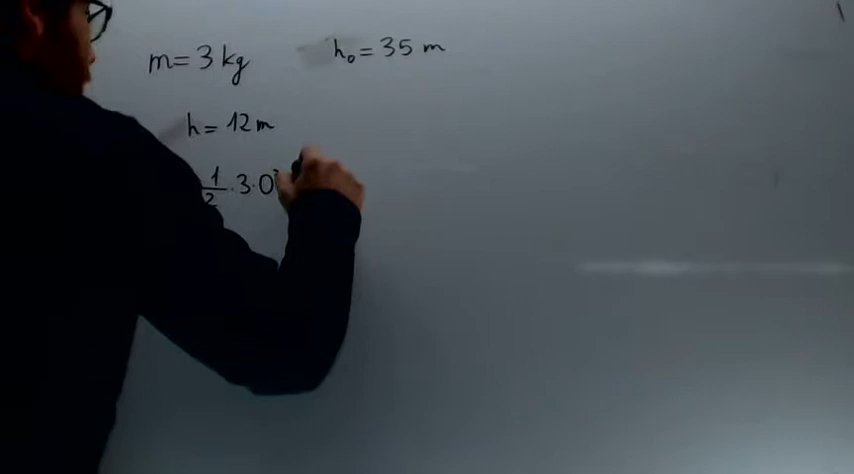 m = 3 kg h₀ = 35 m
h = 12 m
1/2 · 3 · 0²